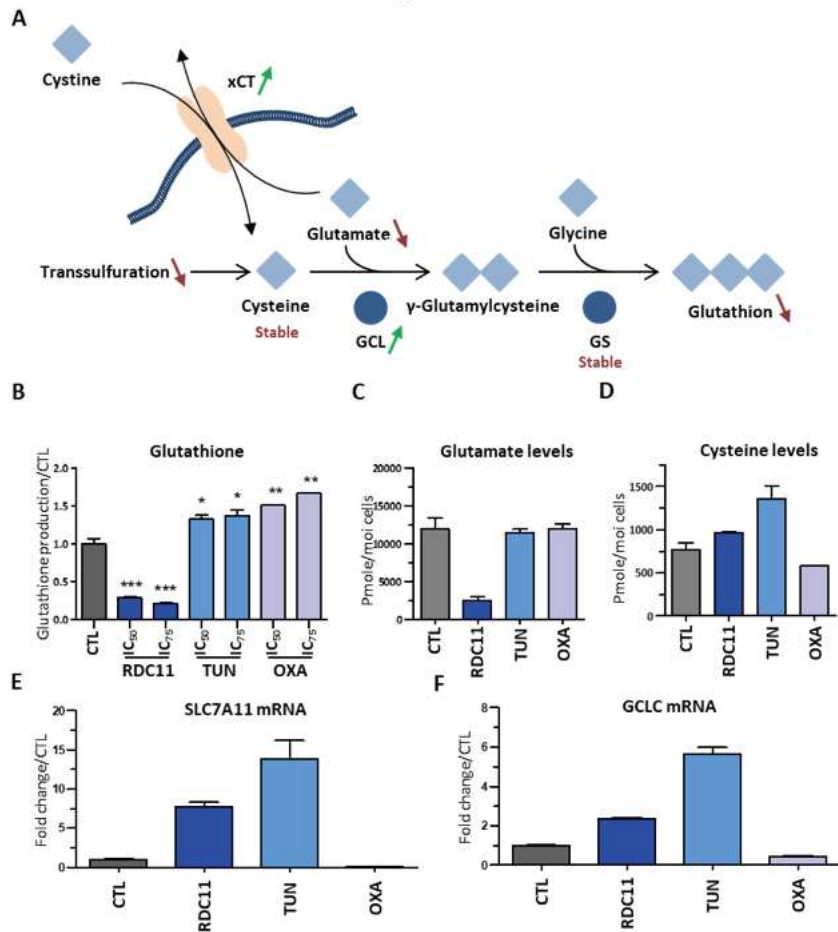 A
Cystine
xCT
Glutamate
Glycine
Transsulfuration
Cysteine
γ-Glutamylcysteine
Glutathion
Stable
GCL
GS
Stable
B
C
D
Glutathione
Glutathione production/CTL
2.0
1.5
1.0
0.5
0.0
***
***
*
*
**
**
CTL
IC50
IC75
IC50
IC75
IC50
IC75
RDC11
TUN
OXA
Glutamate levels
Pmole/moi cells
20000
15000
10000
5000
0
CTL
RDC11
TUN
OXA
Cysteine levels
Pmole/moi cells
1500
1000
500
0
CTL
RDC11
TUN
OXA
E
F
SLC7A11 mRNA
Fold change/CTL
20
15
10
5
0
CTL
RDC11
TUN
OXA
GCLC mRNA
Fold change/CTL
8
6
4
2
0
CTL
RDC11
TUN
OXA